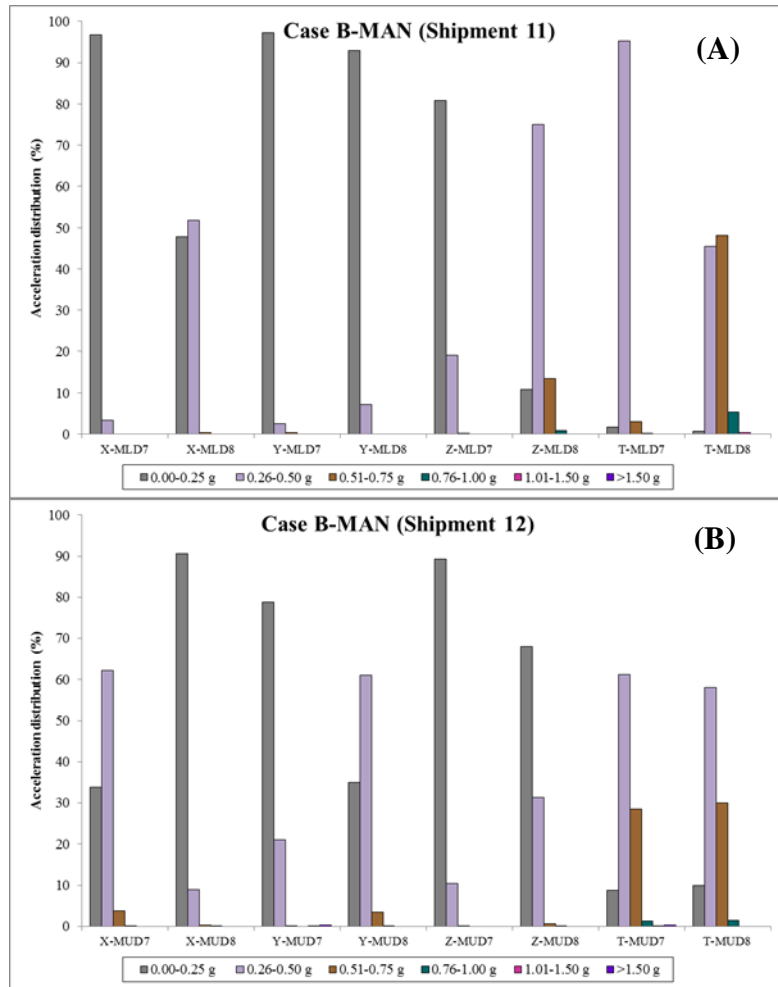 Case B-MAN (Shipment 11)
(A)
Acceleration distribution (%)
100
90
80
70
60
50
40
30
20
10
0
X-MLD7 X-MLD8 Y-MLD7 Y-MLD8 Z-MLD7 Z-MLD8 T-MLD7 T-MLD8
0.00-0.25 g 0.26-0.50 g 0.51-0.75 g 0.76-1.00 g 1.01-1.50 g >1.50 g
Case B-MAN (Shipment 12)
(B)
Acceleration distribution (%)
100
90
80
70
60
50
40
30
20
10
0
X-MUD7 X-MUD8 Y-MUD7 Y-MUD8 Z-MUD7 Z-MUD8 T-MUD7 T-MUD8
0.00-0.25 g 0.26-0.50 g 0.51-0.75 g 0.76-1.00 g 1.01-1.50 g >1.50 g